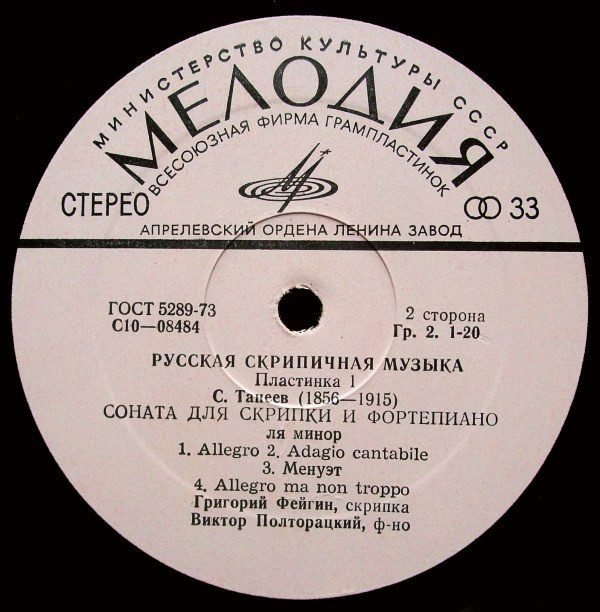 МИНИСТЕРСТВО КУЛЬТУРЫ СССР
МЕЛОДИЯ
ВСЕСОЮЗНАЯ ФИРМА ГРАМПЛАСТИНОК
СТЕРЕО
33
АПРЕЛЕВСКИЙ ОРДЕНА ЛЕНИНА ЗАВОД
ГОСТ 5289-73
С10—08484
2 сторона
Гр. 2. 1-20
РУССКАЯ СКРИПИЧНАЯ МУЗЫКА
Пластинка 1
С. Танеев (1856—1915)
СОНАТА ДЛЯ СКРИПКИ И ФОРТЕПИАНО
ля минор
1. Allegro 2. Adagio cantabile
3. Менуэт
4. Allegro ma non troppo
Григорий Фейгин, скрипка
Виктор Полторацкий, ф-но